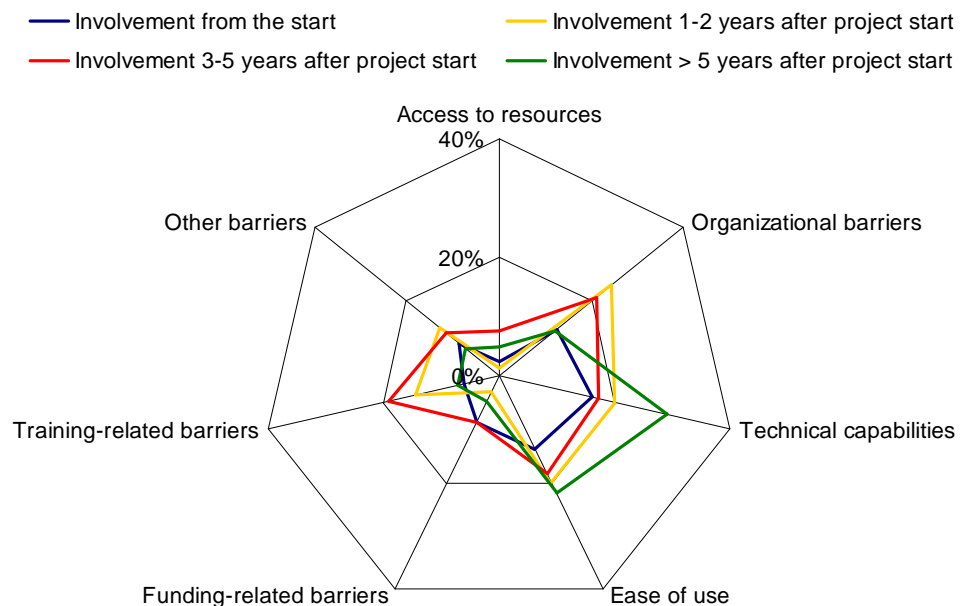 Involvement from the start
Involvement 1-2 years after project start
Involvement 3-5 years after project start
Involvement > 5 years after project start
Access to resources
40%
Other barriers
Organizational barriers
20%
0%
Training-related barriers
Technical capabilities
Funding-related barriers
Ease of use